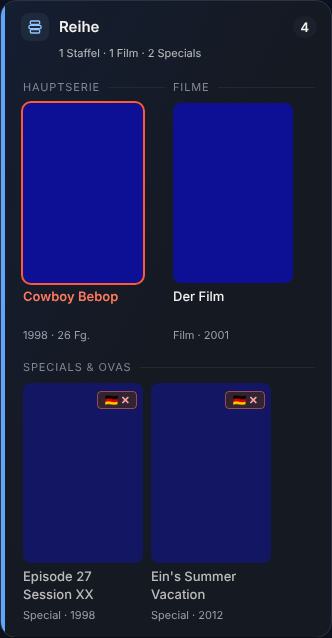 Reihe
4
1 Staffel · 1 Film · 2 Specials
HAUPTSERIE
FILME
Cowboy Bebop
Der Film
1998 · 26 Fg.
Film · 2001
SPECIALS & OVAS
🇩🇪 ✕
🇩🇪 ✕
Episode 27
Session XX
Ein's Summer
Vacation
Special · 1998
Special · 2012